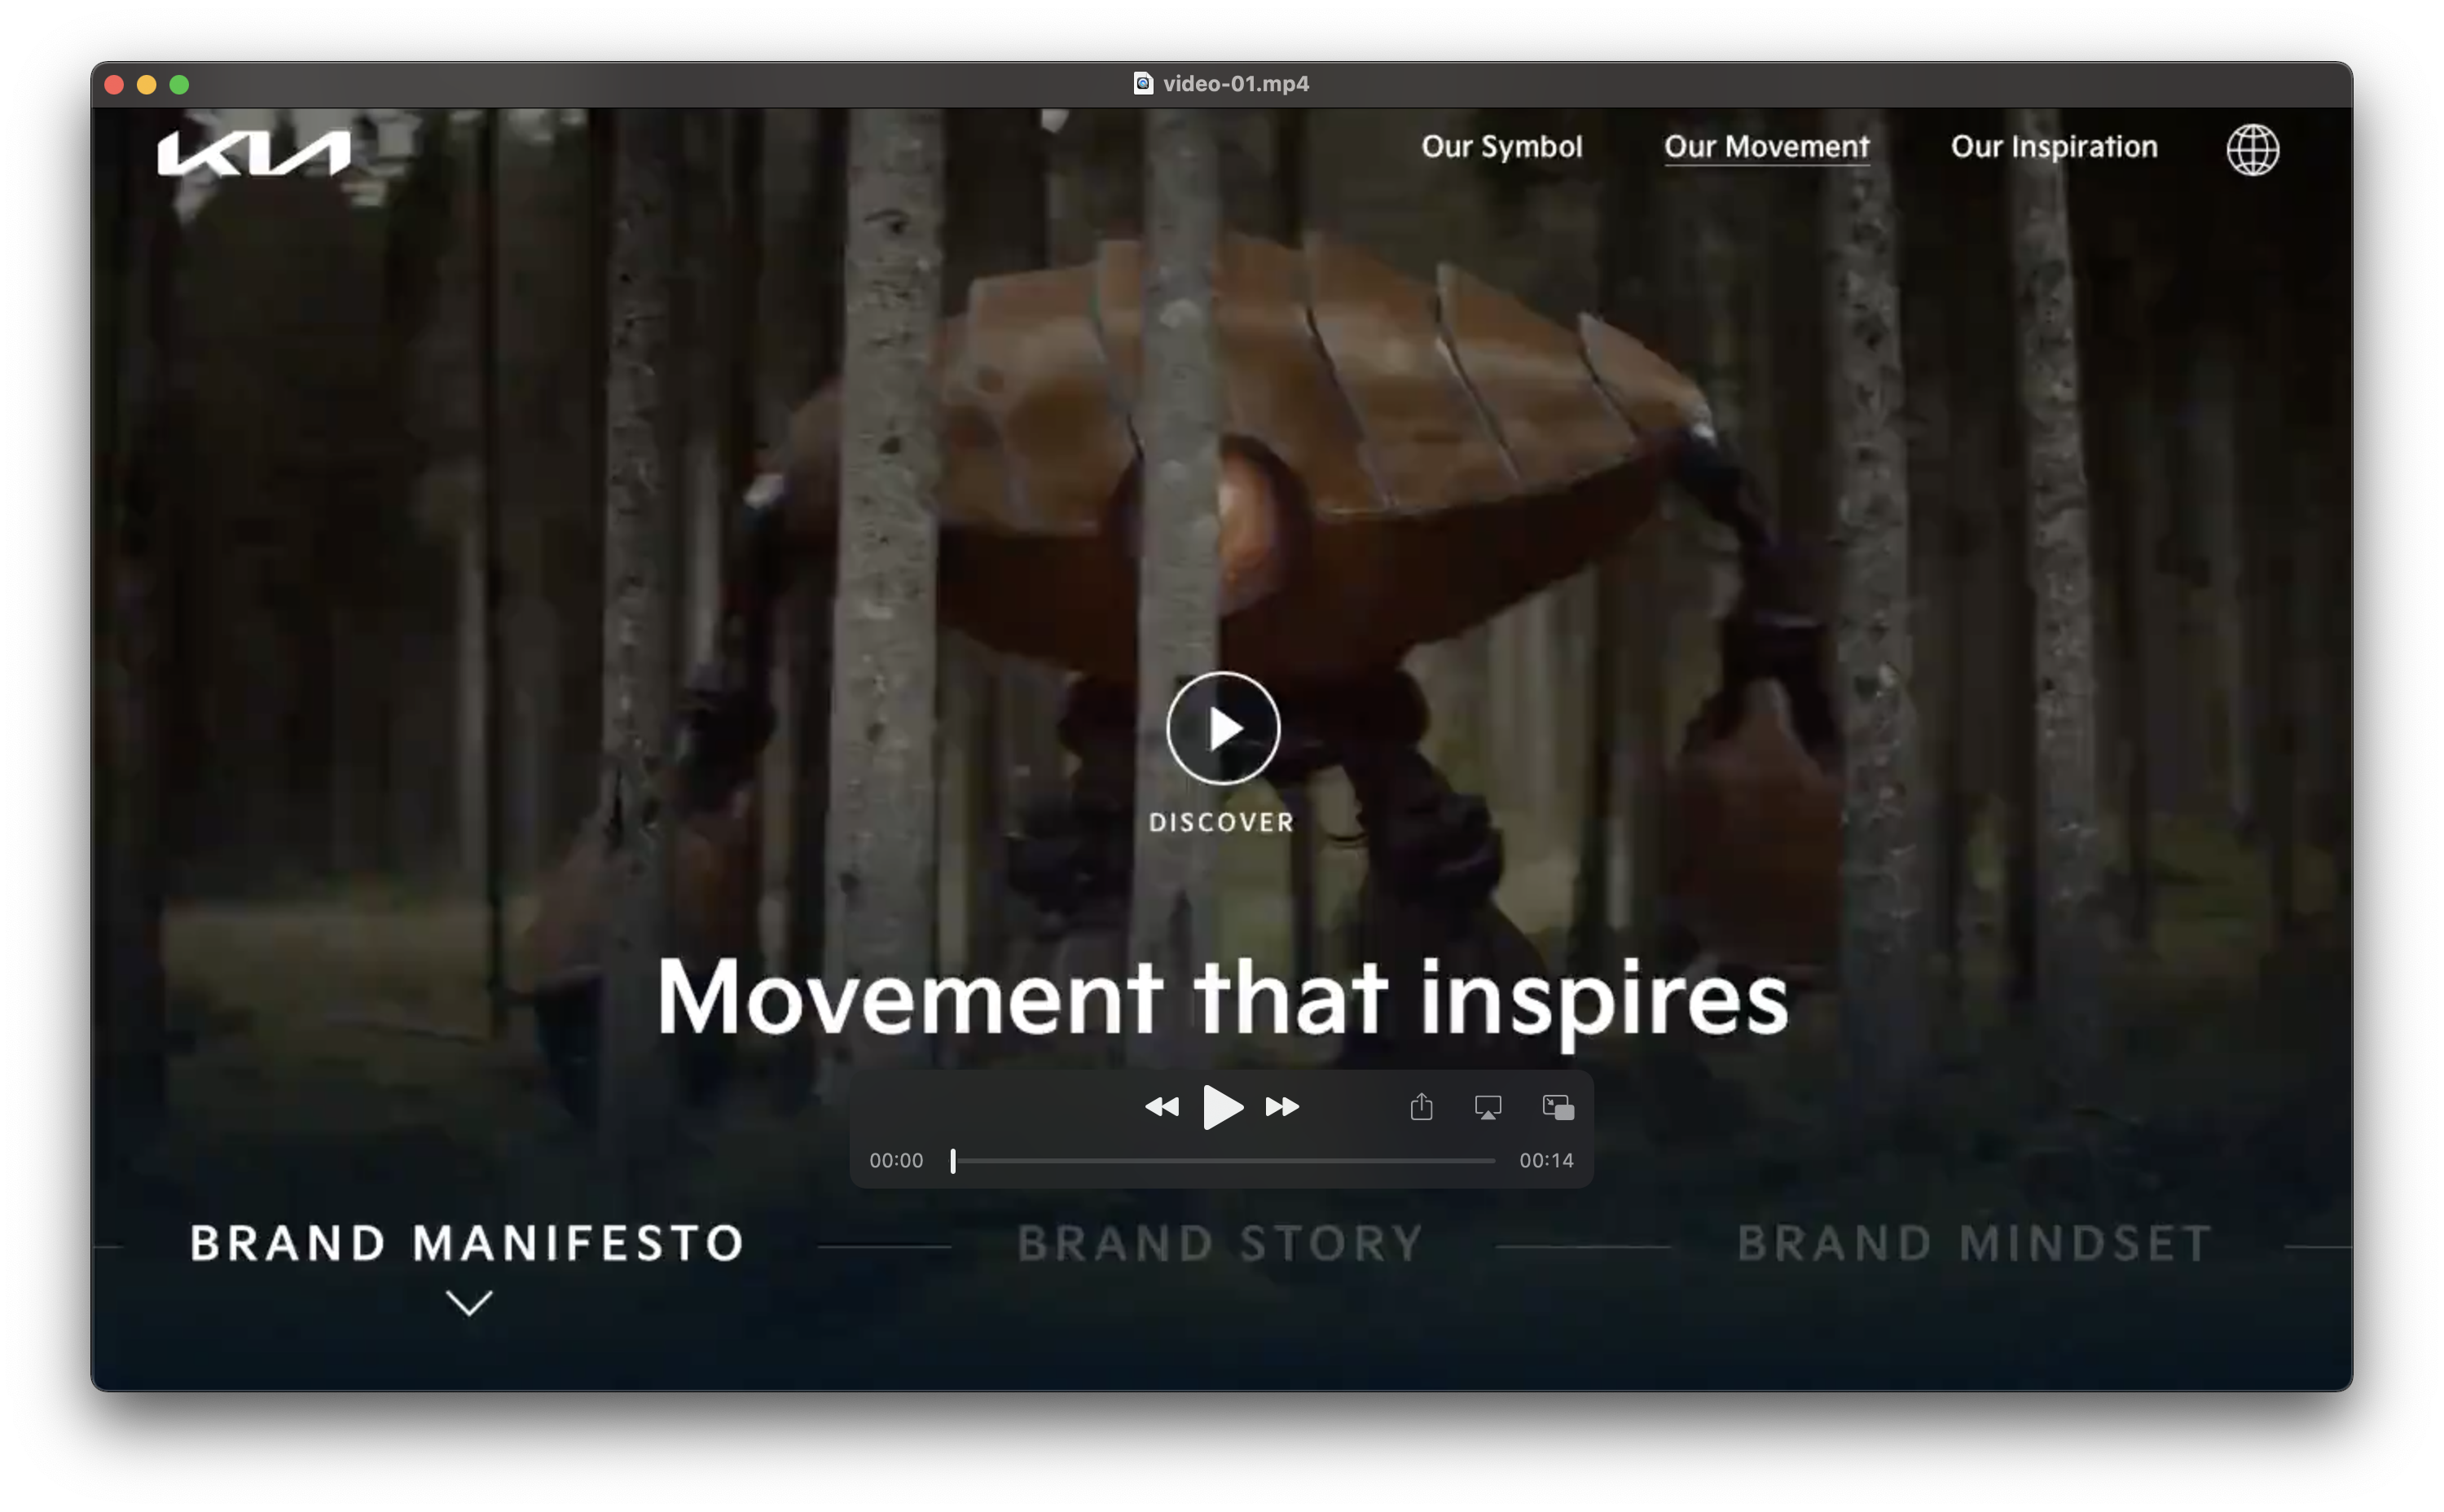 video-01.mp4
KIA
Our Symbol Our Movement Our Inspiration
DISCOVER
Movement that inspires
00:00 00:14
BRAND MANIFESTO BRAND STORY BRAND MINDSET